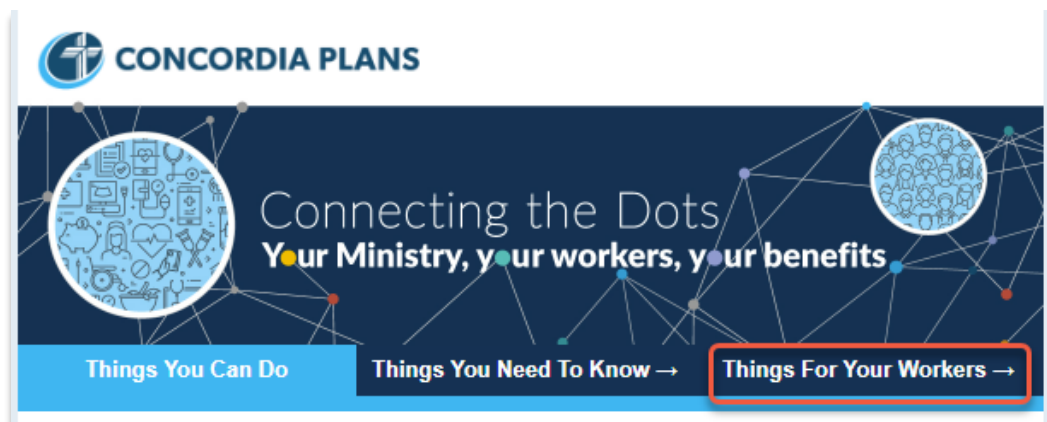 CONCORDIA PLANS
Connecting the Dots
Your Ministry, your workers, your benefits
Things You Can Do
Things You Need To Know →
Things For Your Workers →